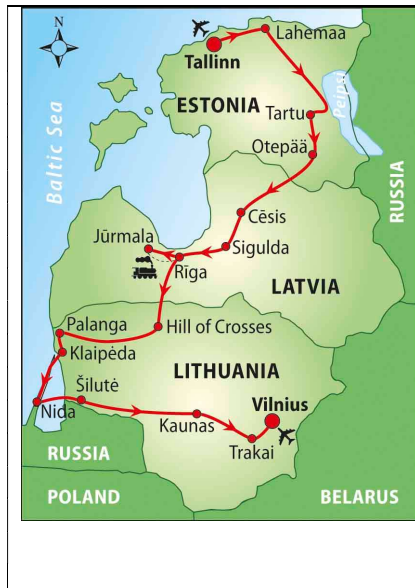 N
Lahemaa
Tallinn
ESTONIA
Baltic Sea
Tartu
Peipsi
Otepää
RUSSIA
Cēsis
Jūrmala
Sigulda
Rīga
LATVIA
Palanga
Hill of Crosses
Klaipėda
LITHUANIA
Šilutė
Vilnius
Nida
Kaunas
Trakai
RUSSIA
POLAND
BELARUS